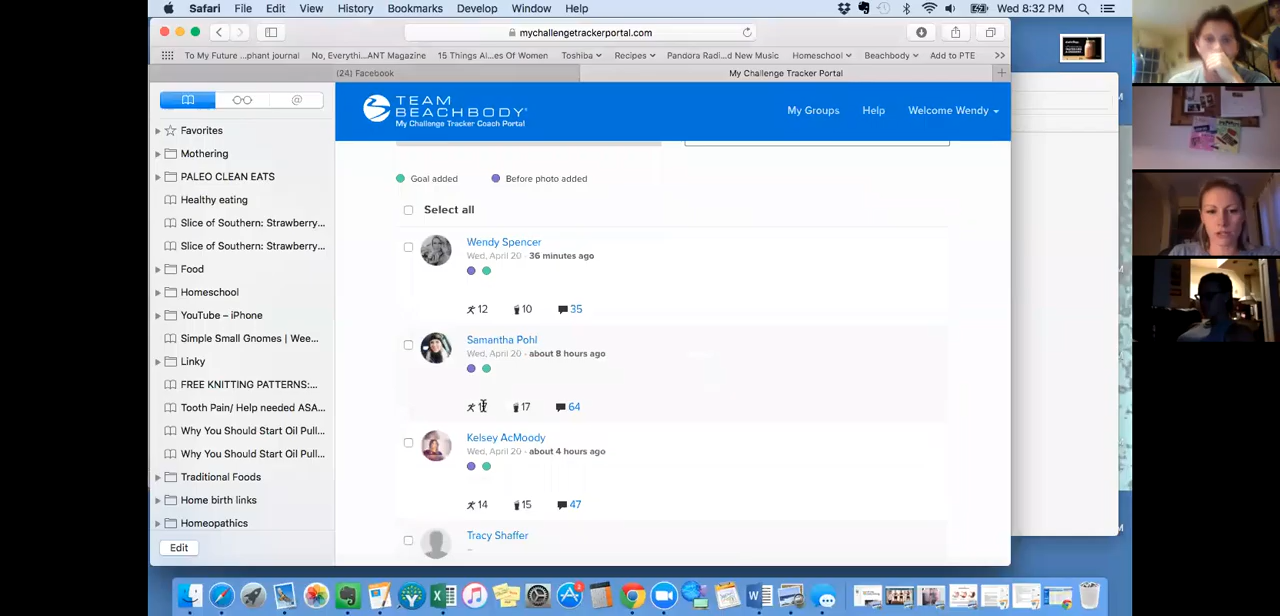 Safari File Edit View History Bookmarks Develop Window Help Wed 8:32 PM
mychallengetrackerportal.com
To My Future ...phant journal No, Everythi...ANT Magazine 15 Things Al...es Of Women Toshiba Recipes Pandora Radi...d New Music Homeschool Beachbody Add to PTE >>
(24) Facebook My Challenge Tracker Portal
TEAM
BEACHBODY
My Challenge Tracker Coach Portal
My Groups Help Welcome Wendy
Favorites
Mothering
PALEO CLEAN EATS
Healthy eating
Slice of Southern: Strawberry...
Slice of Southern: Strawberry...
Food
Homeschool
YouTube – iPhone
Simple Small Gnomes | Wee...
Linky
FREE KNITTING PATTERNS:...
Tooth Pain/ Help needed ASA...
Why You Should Start Oil Pull...
Why You Should Start Oil Pull...
Traditional Foods
Home birth links
Homeopathics
Edit
Goal added Before photo added
Select all
Wendy Spencer
Wed, April 20 · 36 minutes ago
12 10 35
Samantha Pohl
Wed, April 20 · about 8 hours ago
17 64
Kelsey AcMoody
Wed, April 20 · about 4 hours ago
14 15 47
Tracy Shaffer